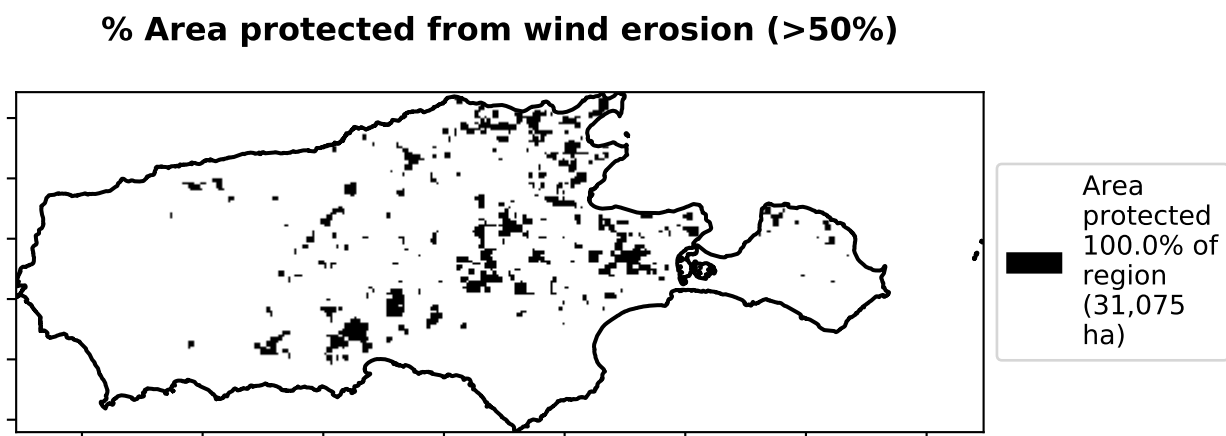 % Area protected from wind erosion (>50%)
Area
protected
100.0% of
region
(31,075
ha)